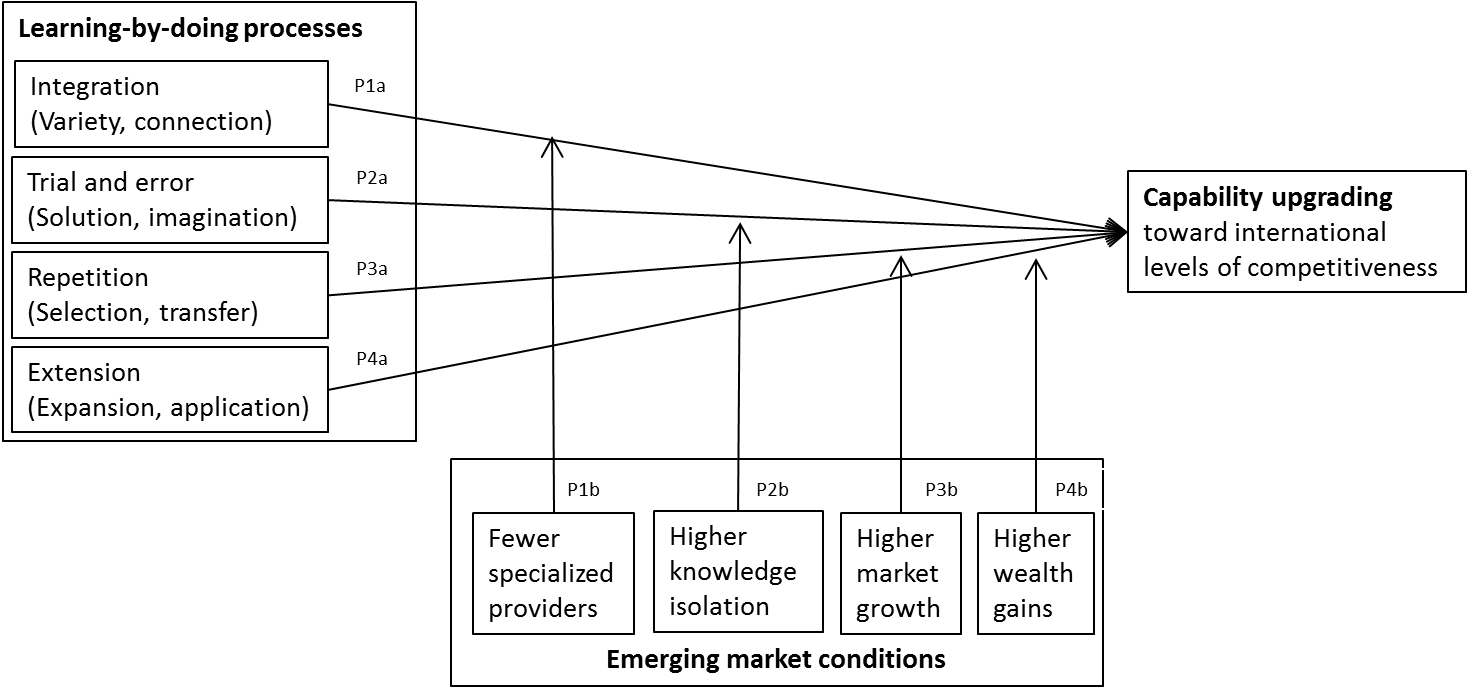 Learning-by-doing processes
Integration
(Variety, connection)
P1a
Trial and error
(Solution, imagination)
P2a
Repetition
(Selection, transfer)
P3a
Extension
(Expansion, application)
P4a
Capability upgrading
toward international
levels of competitiveness
P1b
P2b
P3b
P4b
Fewer
specialized
providers
Higher
knowledge
isolation
Higher
market
growth
Higher
wealth
gains
Emerging market conditions